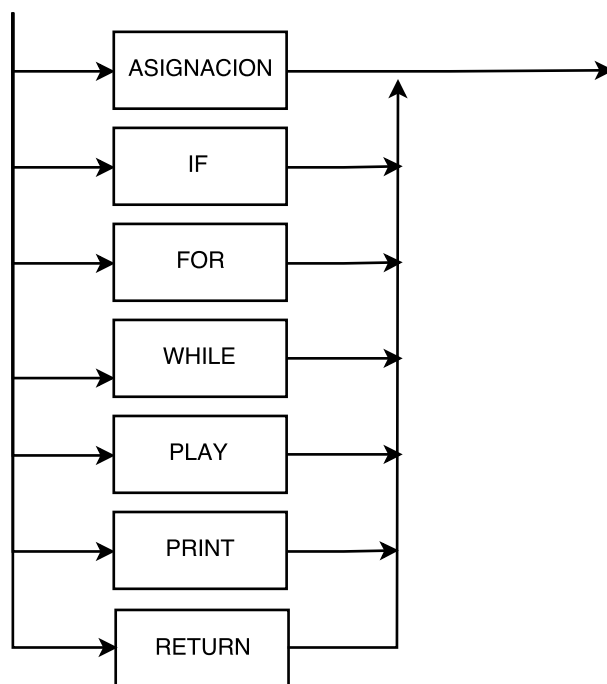 ASIGNACION
IF
FOR
WHILE
PLAY
PRINT
RETURN